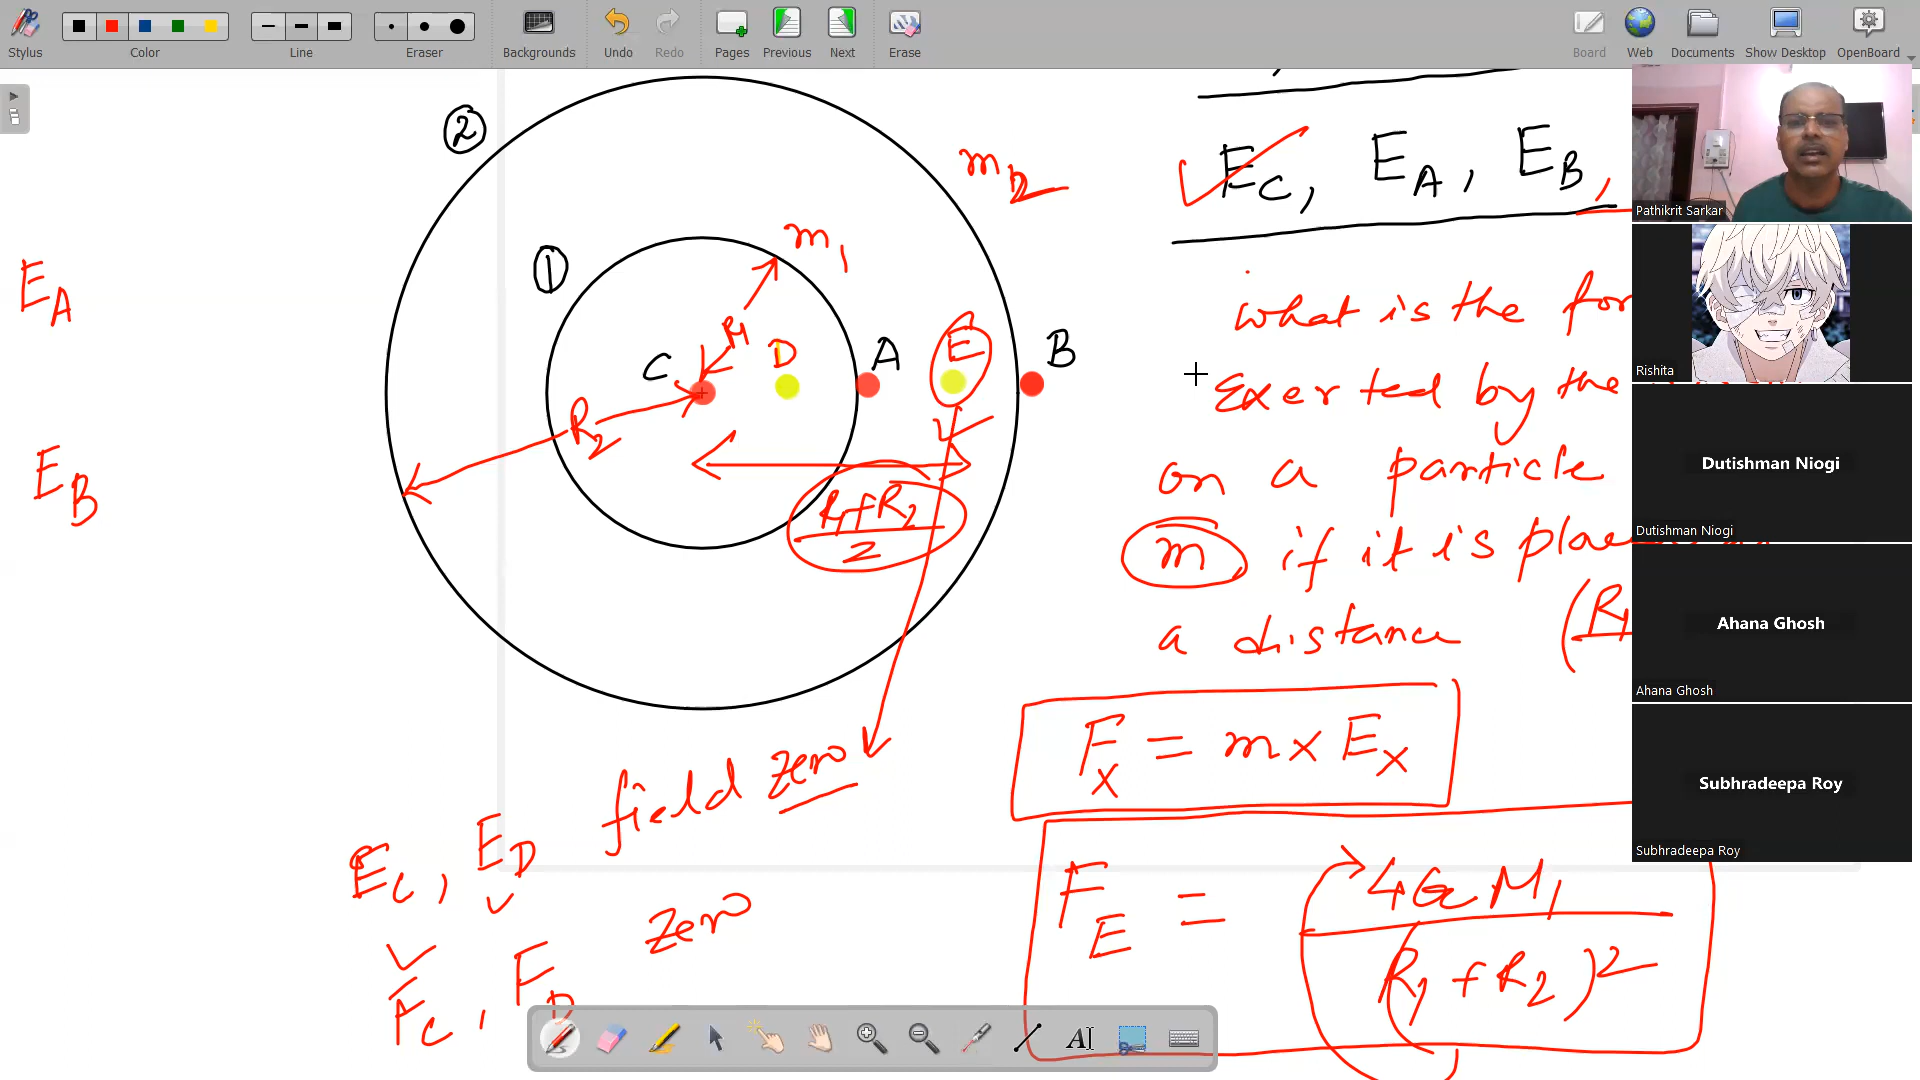 Stylus
Color
Line
Eraser
Backgrounds
Undo
Redo
Pages
Previous
Next
Erase
Board
Web
Documents
Show Desktop
OpenBoard
②
m2
①
m1
R1
C
D
A
E
B
R2
R1+R2
2
EA
EB
EC, EA, EB,
what is the for
Exerted by the
on a particle
m if it is place
a distance (R1
FX = m x EX
FE = 4GM1
(R1 + R2)2
field zero
EC, ED
zero
FC, FD
AI
Pathikrit Sarkar
Rishita
Dutishman Niogi
Dutishman Niogi
Ahana Ghosh
Ahana Ghosh
Subhradeepa Roy
Subhradeepa Roy